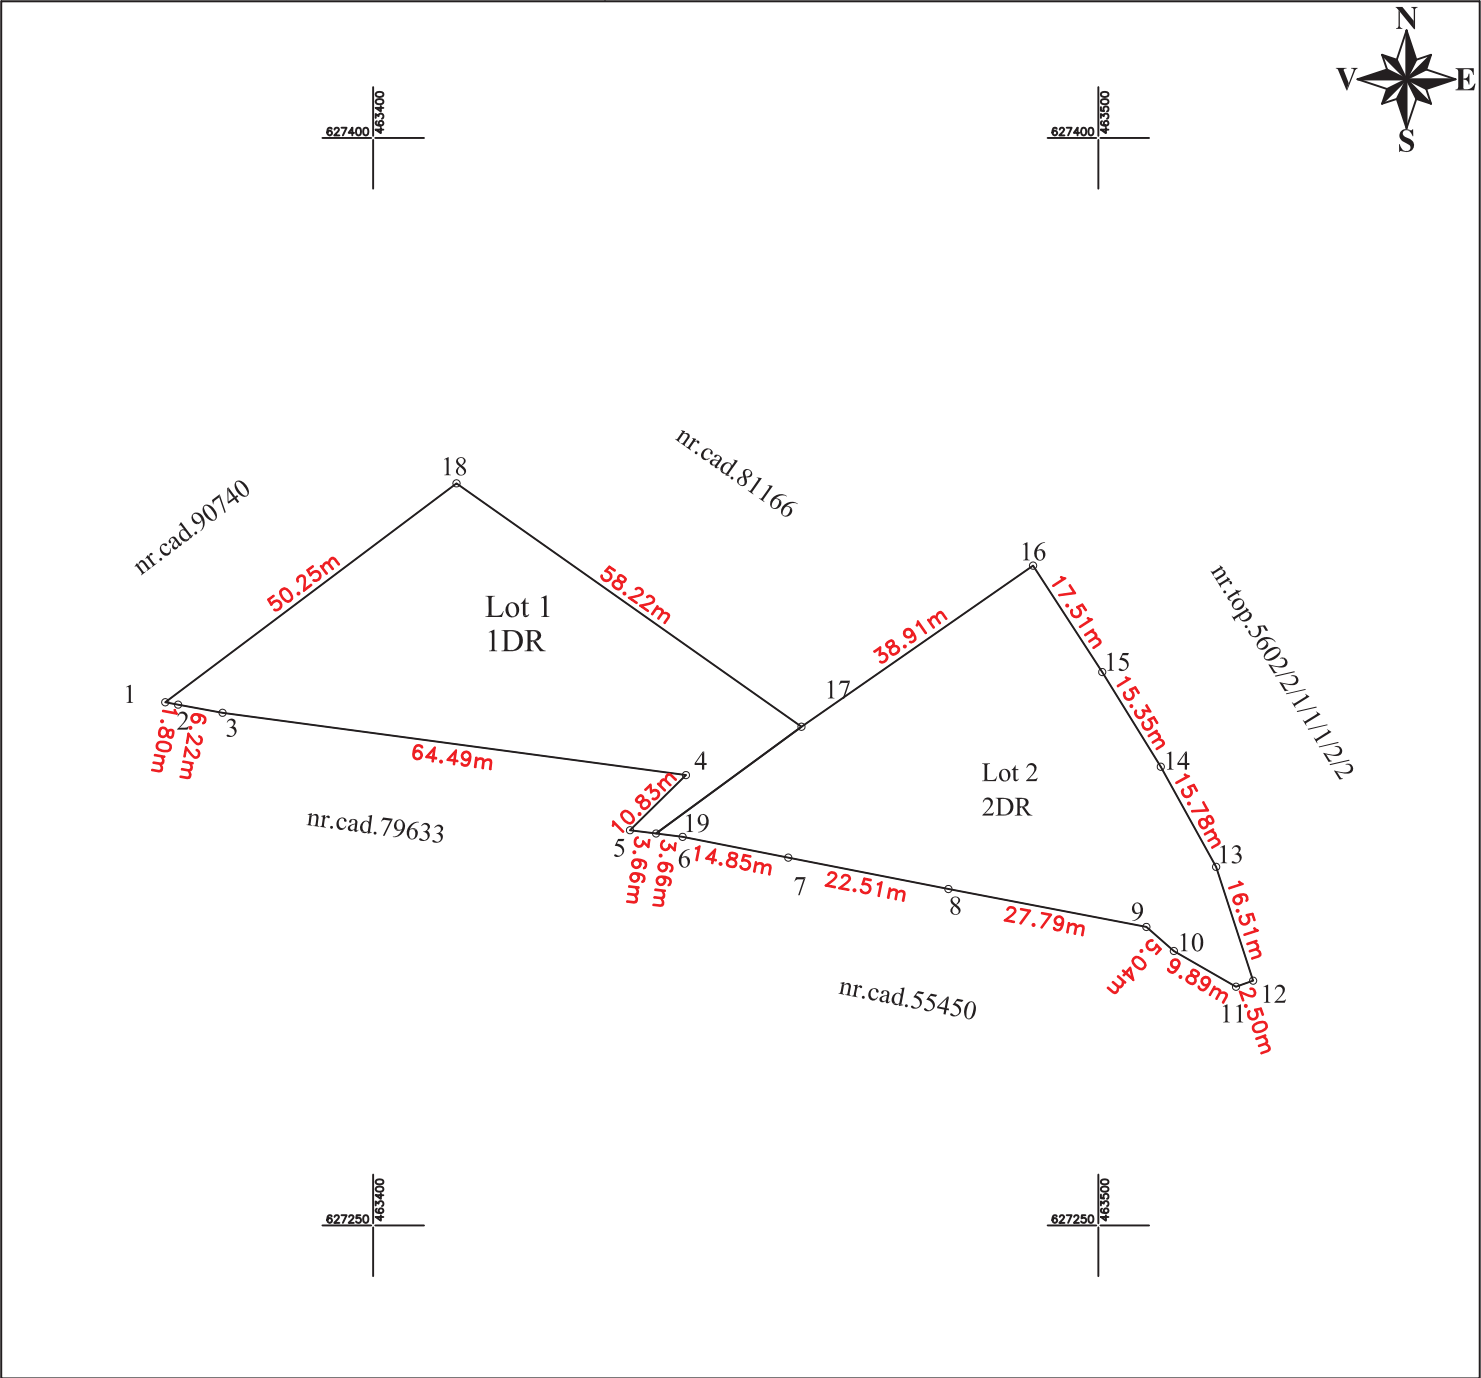 N
V
E
S
627400
463400
627400
463500
nr.cad.81166
18
nr.cad.90740
16
50.25m
58.22m
17.51m
nr.top.5602/2/1/1/1/2/2
Lot 1
1DR
38.91m
15
17
15.35m
1
2
3
1.80m
6.22m
64.49m
4
14
Lot 2
2DR
15.78m
10.83m
nr.cad.79633
19
5
6
3.66m
3.66m
14.85m
7
13
22.51m
8
16.51m
9
27.79m
10
5.04m
9.89m
nr.cad.55450
12
11
2.50m
627250
463400
627250
463500